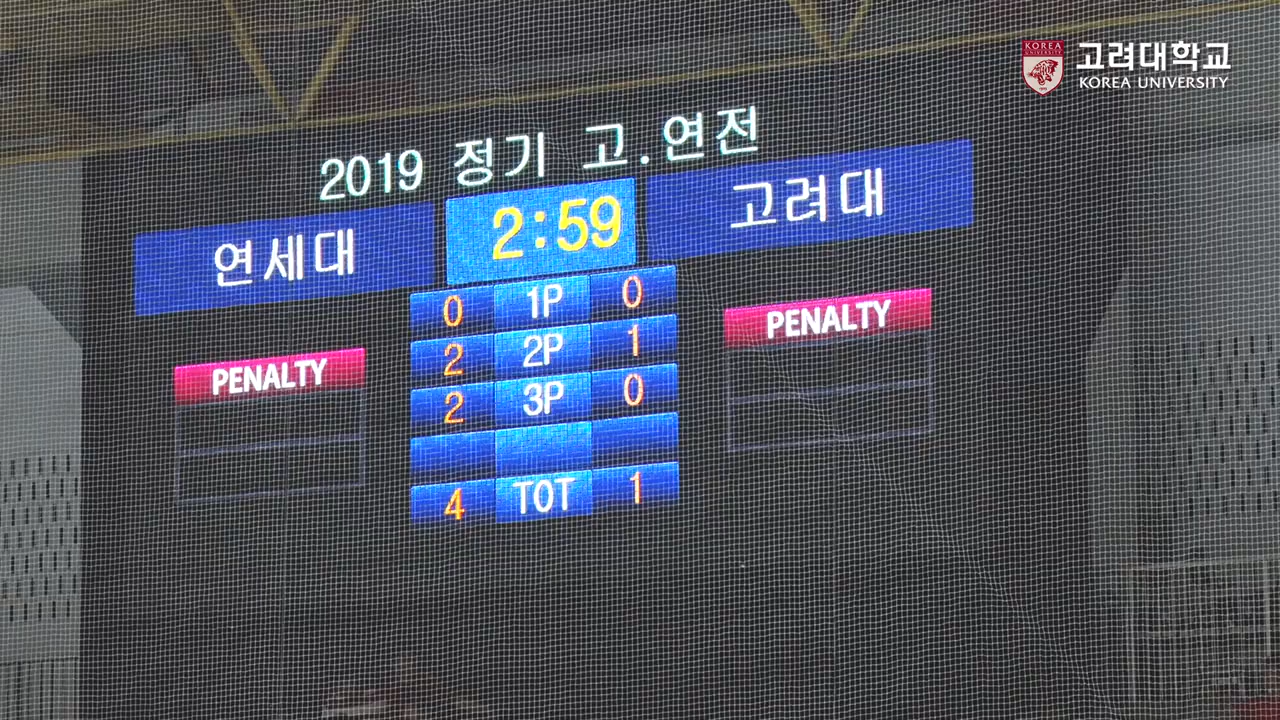 KOREA
UNIVERSITY
고려대학교
KOREA UNIVERSITY
2019 정기 고.연전
연세대 2:59 고려대
0 1P 0
2 2P 1
2 3P 0
4 TOT 1
PENALTY
PENALTY